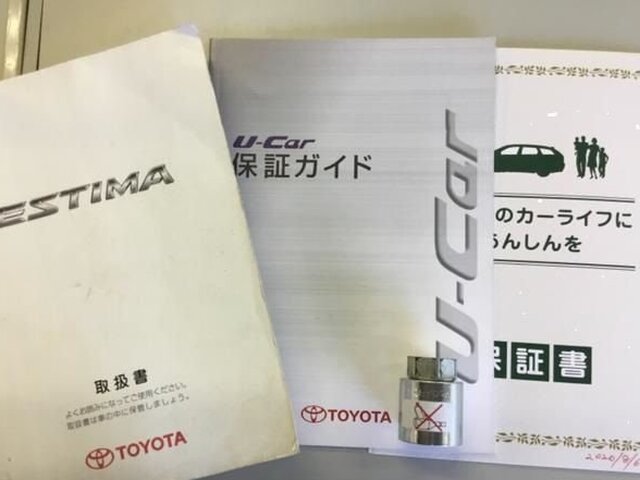 ESTIMA
取扱書
よくお読みになってご使用ください。
取扱書は車の中に保管しましょう。
TOYOTA
U-Car
保証ガイド
U-Car
TOYOTA
のカーライフに
あんしんを
保証書